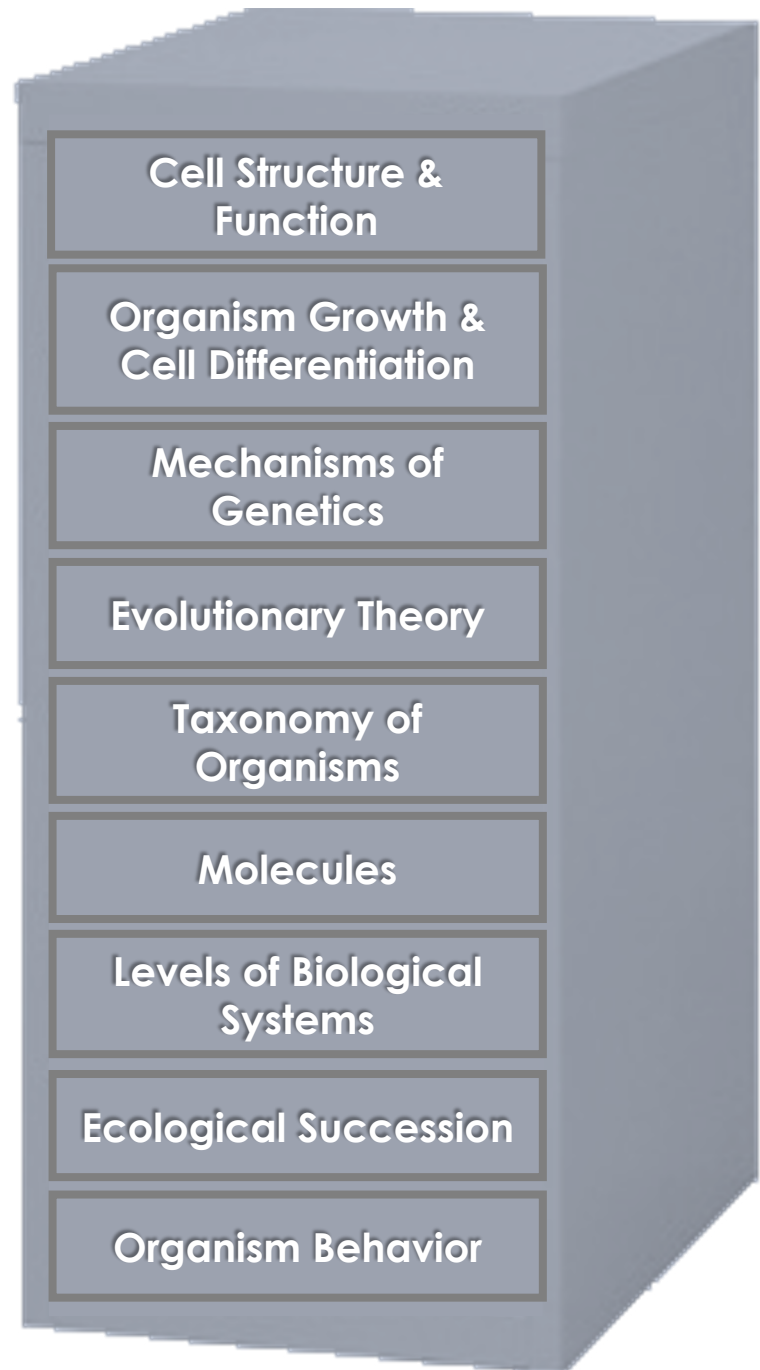 Cell Structure &
Function
Organism Growth &
Cell Differentiation
Mechanisms of
Genetics
Evolutionary Theory
Taxonomy of
Organisms
Molecules
Levels of Biological
Systems
Ecological Succession
Organism Behavior